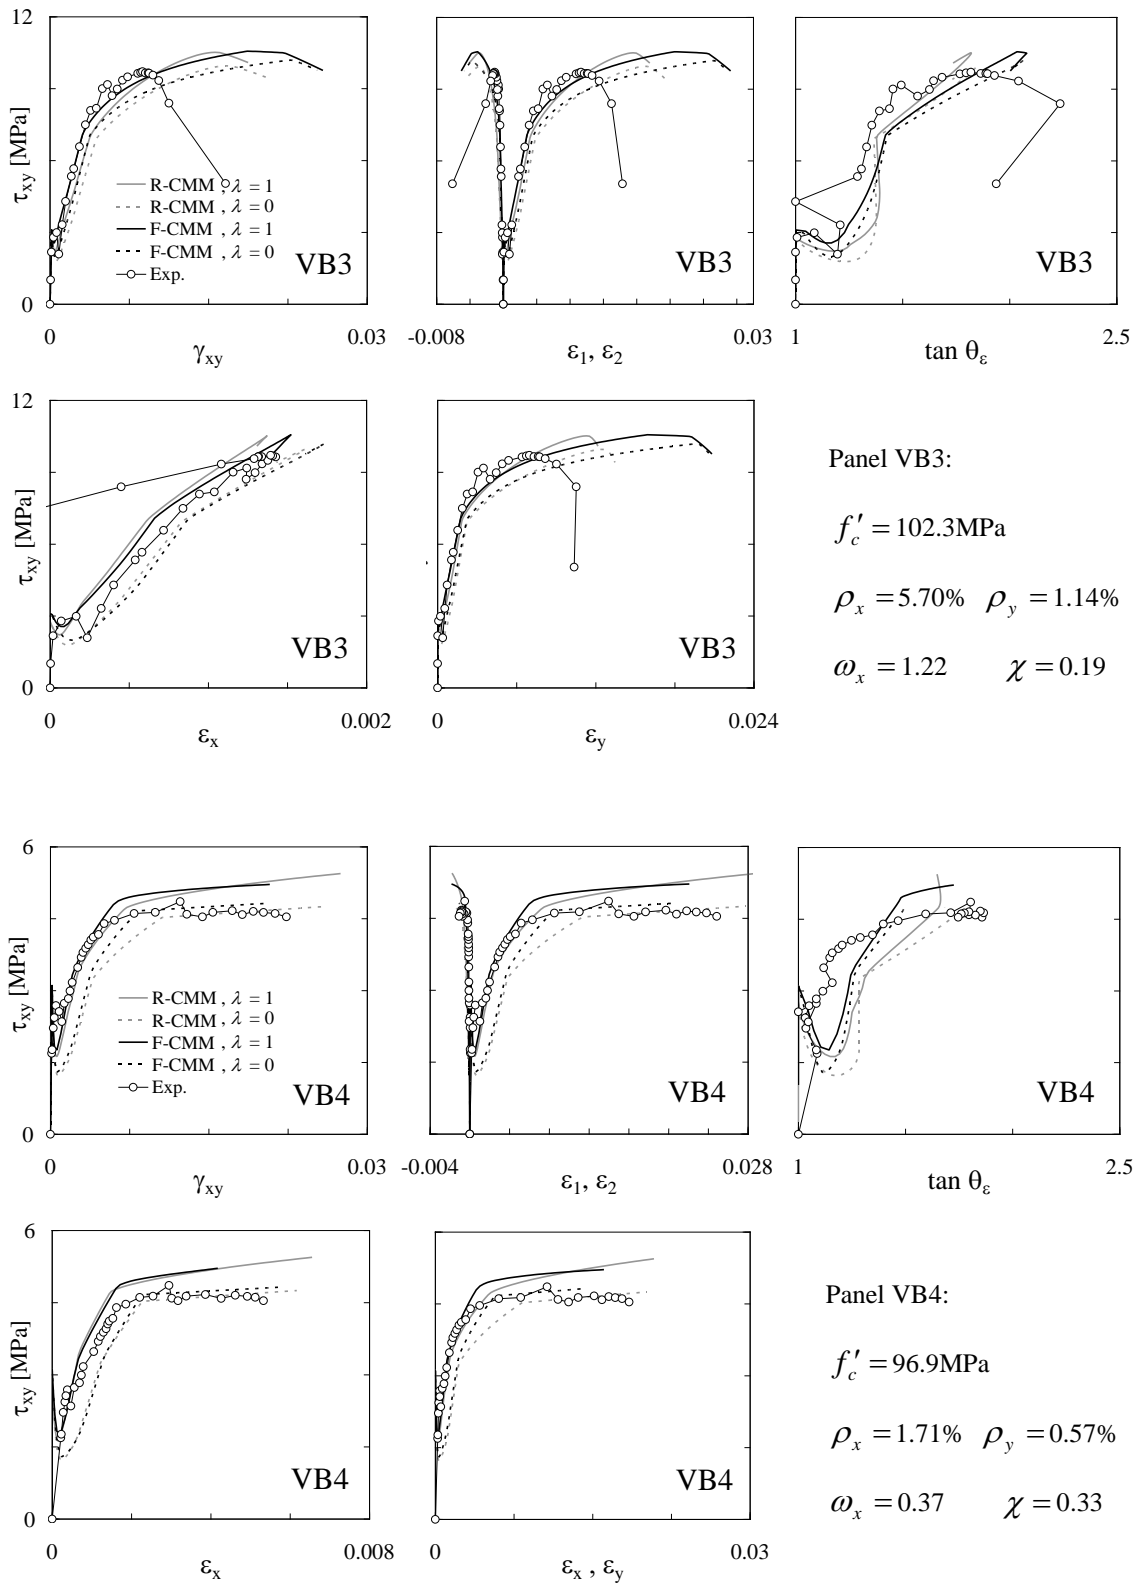 12
τxy [MPa]
R-CMM , λ = 1
R-CMM , λ = 0
F-CMM , λ = 1
F-CMM , λ = 0
Exp.
VB3
0
0
0.03
γxy
VB3
-0.008
0.03
ε1, ε2
VB3
1
2.5
tan θε
12
τxy [MPa]
VB3
0
0
0.002
εx
VB3
0
0.024
εy
Panel VB3:
fc′ = 102.3MPa
ρx = 5.70% ρy = 1.14%
ωx = 1.22 χ = 0.19
6
τxy [MPa]
R-CMM , λ = 1
R-CMM , λ = 0
F-CMM , λ = 1
F-CMM , λ = 0
Exp.
VB4
0
0
0.03
γxy
VB4
-0.004
0.028
ε1, ε2
VB4
1
2.5
tan θε
6
τxy [MPa]
VB4
0
0
0.008
εx
VB4
0
0.03
εx , εy
Panel VB4:
fc′ = 96.9MPa
ρx = 1.71% ρy = 0.57%
ωx = 0.37 χ = 0.33